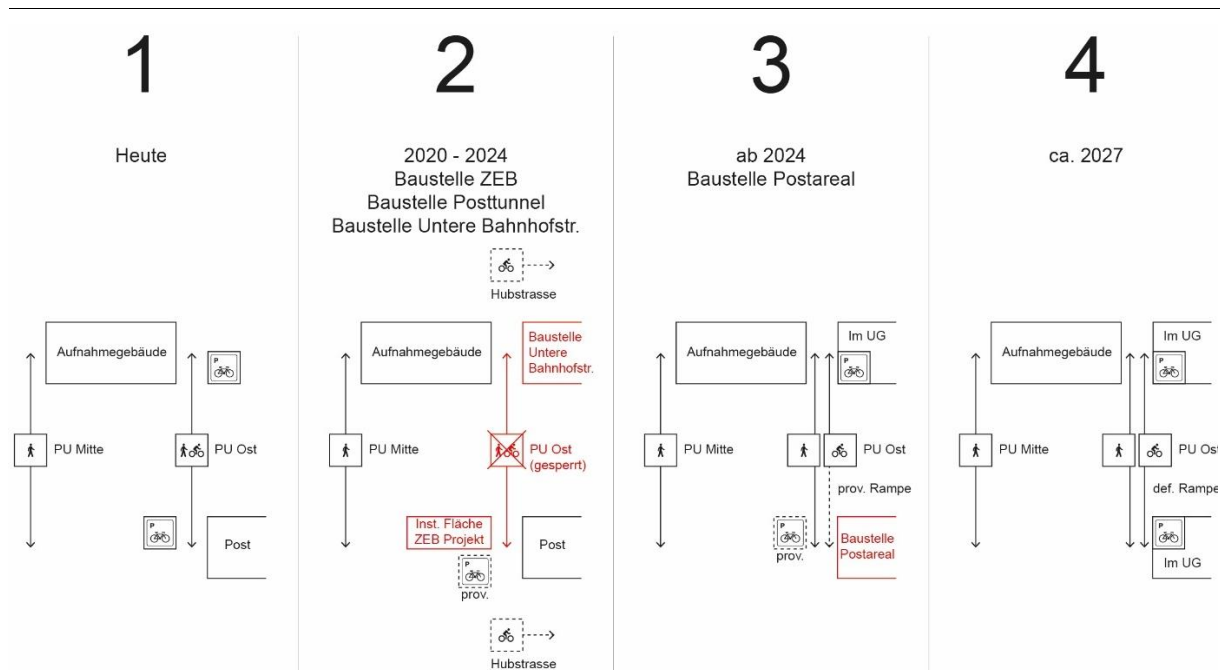 1
Heute
Aufnahmegebäude
P
PU Mitte
PU Ost
P
Post
2
2020 - 2024
Baustelle ZEB
Baustelle Posttunnel
Baustelle Untere Bahnhofstr.
Hubstrasse
Aufnahmegebäude
Baustelle
Untere
Bahnhofstr.
PU Mitte
PU Ost
(gesperrt)
Inst. Fläche
ZEB Projekt
Post
P
prov.
Hubstrasse
3
ab 2024
Baustelle Postareal
Aufnahmegebäude
Im UG
P
PU Mitte
PU Ost
prov. Rampe
P
prov.
Baustelle
Postareal
4
ca. 2027
Aufnahmegebäude
Im UG
P
PU Mitte
PU Ost
def. Rampe
P
Im UG